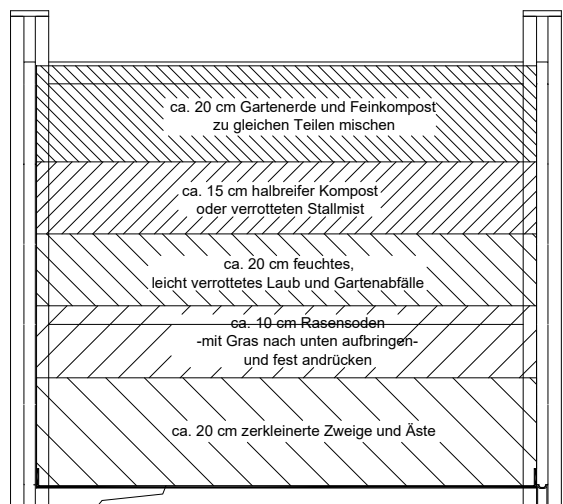 ca. 20 cm Gartenerde und Feinkompost
zu gleichen Teilen mischen
ca. 15 cm halbreifer Kompost
oder verrotteten Stallmist
ca. 20 cm feuchtes,
leicht verrottetes Laub und Gartenabfälle
ca. 10 cm Rasensoden
-mit Gras nach unten aufbringen-
und fest andrücken
ca. 20 cm zerkleinerte Zweige und Äste